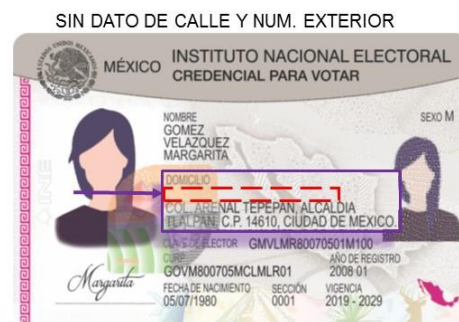 SIN DATO DE CALLE Y NUM. EXTERIOR
MÉXICO
INSTITUTO NACIONAL ELECTORAL
CREDENCIAL PARA VOTAR
NOMBRE
GOMEZ
VELAZQUEZ
MARGARITA
SEXO M
DOMICILIO
COL. ARENAL TEPEPAN, ALCALDIA
TLALPAN, C.P. 14610, CIUDAD DE MEXICO.
CLAVE DE ELECTOR GMVLMR80070501M100
CURP
GOVM800705MCLMLR01
AÑO DE REGISTRO
2008 01
FECHA DE NACIMIENTO
05/07/1980
SECCIÓN
0001
VIGENCIA
2019 - 2029
Margarita
INE